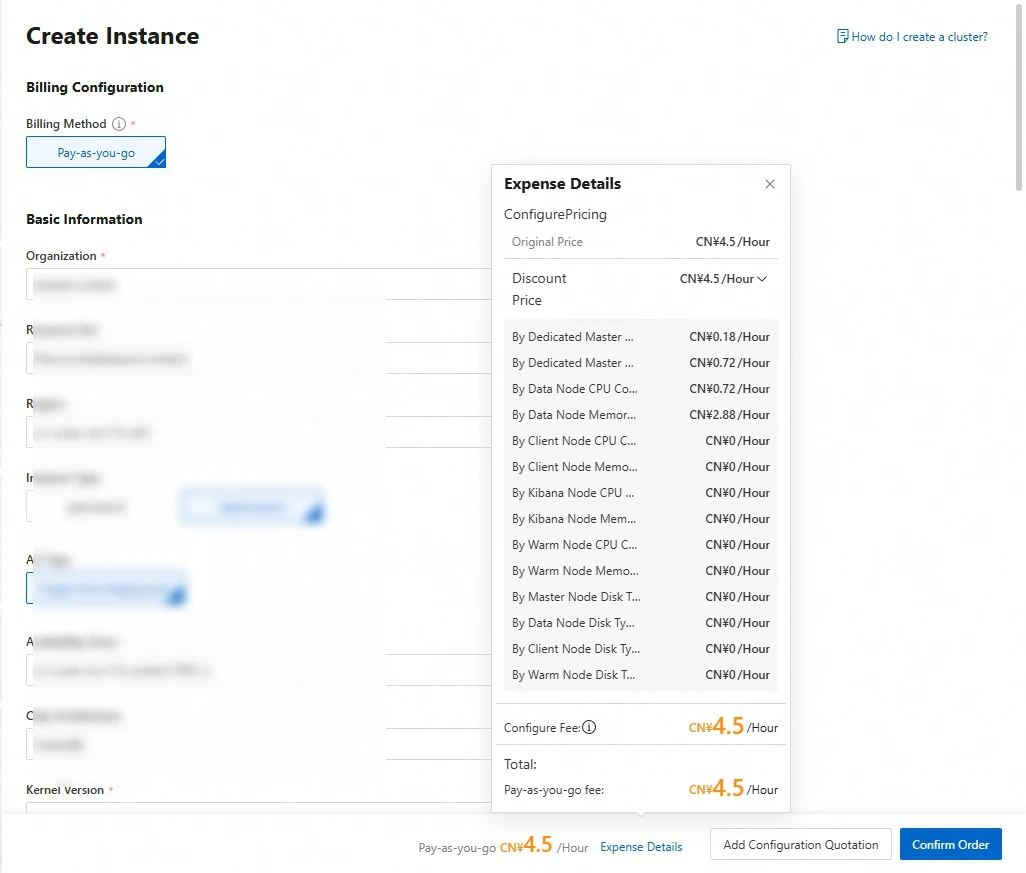 Create Instance
How do I create a cluster?
Billing Configuration
Billing Method *
Pay-as-you-go
Basic Information
Organization *
Kernel Version *
Expense Details
ConfigurePricing
Original Price CN¥4.5/Hour
Discount Price CN¥4.5/Hour
By Dedicated Master ... CN¥0.18/Hour
By Dedicated Master ... CN¥0.72/Hour
By Data Node CPU Co... CN¥0.72/Hour
By Data Node Memor... CN¥2.88/Hour
By Client Node CPU C... CN¥0/Hour
By Client Node Memo... CN¥0/Hour
By Kibana Node CPU ... CN¥0/Hour
By Kibana Node Mem... CN¥0/Hour
By Warm Node CPU C... CN¥0/Hour
By Warm Node Memo... CN¥0/Hour
By Master Node Disk T... CN¥0/Hour
By Data Node Disk Ty... CN¥0/Hour
By Client Node Disk Ty... CN¥0/Hour
By Warm Node Disk T... CN¥0/Hour
Configure Fee: CN¥4.5 /Hour
Total:
Pay-as-you-go fee: CN¥4.5 /Hour
Pay-as-you-go CN¥4.5 /Hour Expense Details Add Configuration Quotation Confirm Order